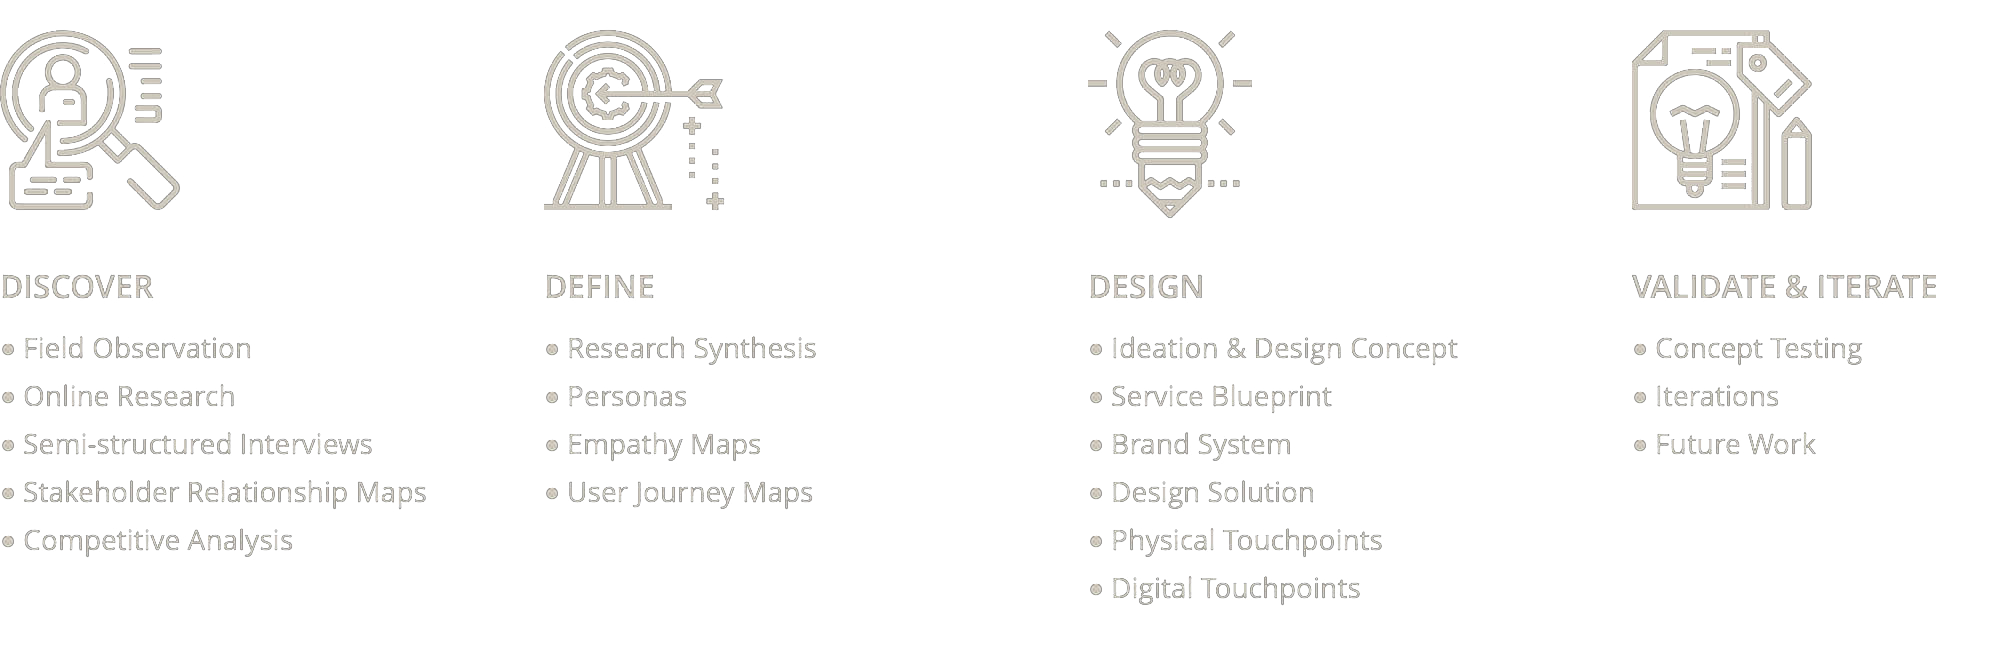 DISCOVER
• Field Observation
• Online Research
• Semi-structured Interviews
• Stakeholder Relationship Maps
• Competitive Analysis
DEFINE
• Research Synthesis
• Personas
• Empathy Maps
• User Journey Maps
DESIGN
• Ideation & Design Concept
• Service Blueprint
• Brand System
• Design Solution
• Physical Touchpoints
• Digital Touchpoints
VALIDATE & ITERATE
• Concept Testing
• Iterations
• Future Work